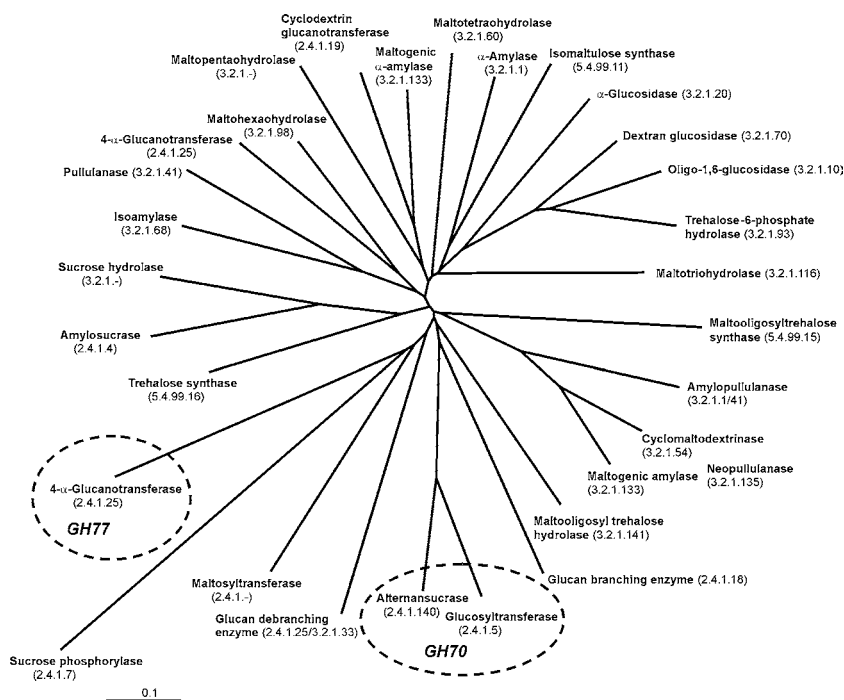 Cyclodextrin
glucanotransferase
(2.4.1.19)
Maltotetraohydrolase
(3.2.1.60)
Maltopentaohydrolase
(3.2.1.-)
Maltogenic
α-amylase
(3.2.1.133)
α-Amylase
(3.2.1.1)
Isomaltulose synthase
(5.4.99.11)
α-Glucosidase (3.2.1.20)
Maltohexaohydrolase
(3.2.1.98)
4-α-Glucanotransferase
(2.4.1.25)
Dextran glucosidase (3.2.1.70)
Pullulanase (3.2.1.41)
Oligo-1,6-glucosidase (3.2.1.10)
Isoamylase
(3.2.1.68)
Trehalose-6-phosphate
hydrolase (3.2.1.93)
Sucrose hydrolase
(3.2.1.-)
Maltotriohydrolase (3.2.1.116)
Amylosucrase
(2.4.1.4)
Maltooligosyltrehalose
synthase (5.4.99.15)
Trehalose synthase
(5.4.99.16)
Amylopullulanase
(3.2.1.1/41)
Cyclomaltodextrinase
(3.2.1.54)
Maltogenic amylase
(3.2.1.133)
Neopullulanase
(3.2.1.135)
4-α-Glucanotransferase
(2.4.1.25)
GH77
Maltooligosyl trehalose
hydrolase (3.2.1.141)
Glucan branching enzyme (2.4.1.18)
Maltosyltransferase
(2.4.1.-)
Alternansucrase
(2.4.1.140)
Glucosyltransferase
(2.4.1.5)
GH70
Glucan debranching
enzyme (2.4.1.25/3.2.1.33)
Sucrose phosphorylase
(2.4.1.7)
0.1